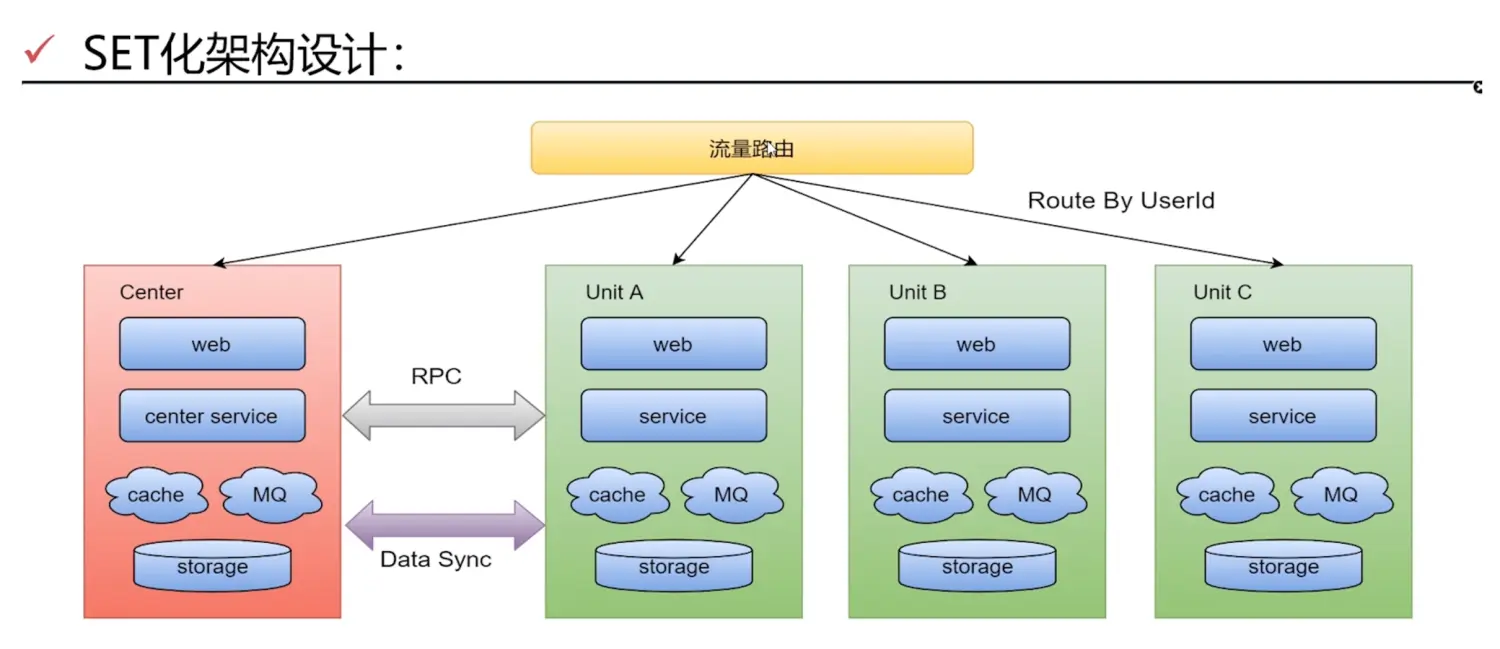 SET化架构设计：
流量路由
Route By UserId
Center
web
center service
cache
MQ
storage
RPC
Data Sync
Unit A
web
service
cache
MQ
storage
Unit B
web
service
cache
MQ
storage
Unit C
web
service
cache
MQ
storage